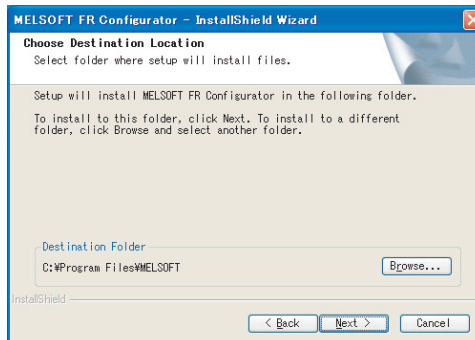 MELSOFT FR Configurator - InstallShield Wizard
Choose Destination Location
Select folder where setup will install files.
Setup will install MELSOFT FR Configurator in the following folder.
To install to this folder, click Next. To install to a different
folder, click Browse and select another folder.
Destination Folder
C:¥Program Files¥MELSOFT
Browse...
InstallShield
< Back
Next >
Cancel